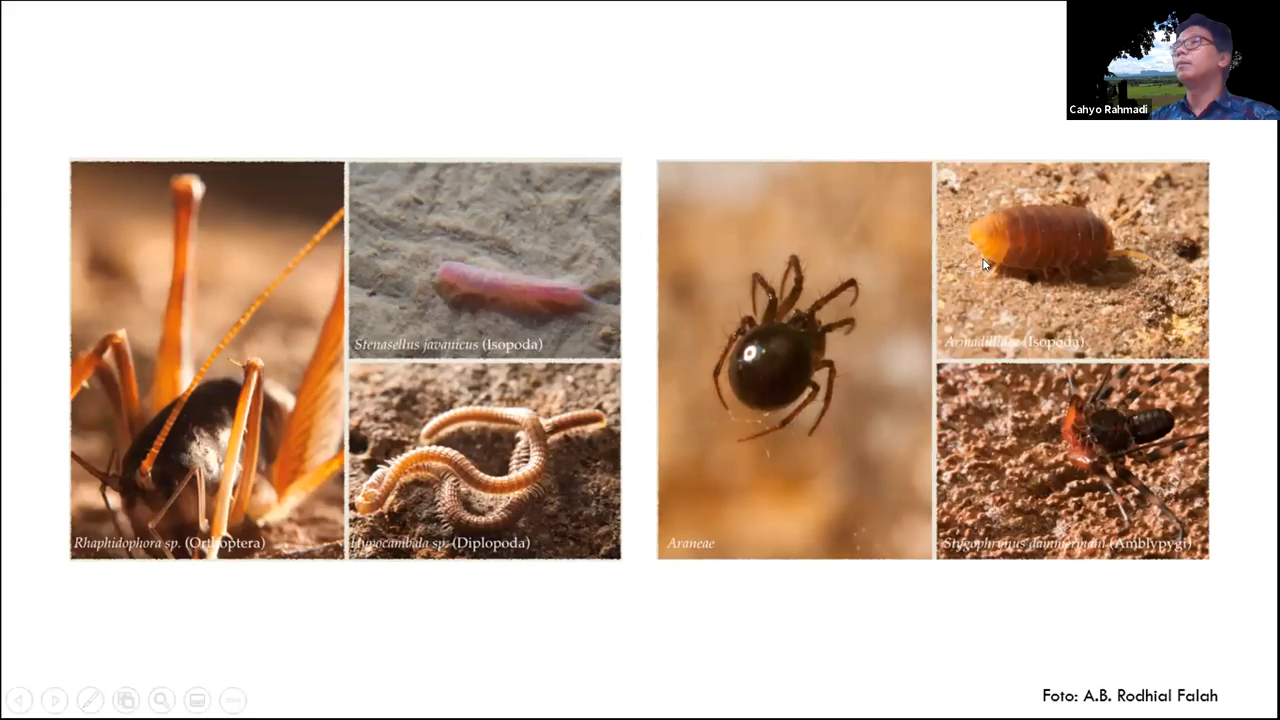 Cahyo Rahmadi
Stenasellus javanicus (Isopoda)
Rhaphidophora sp. (Orthoptera)
Hypocambala sp. (Diplopoda)
Armadillidae (Isopoda)
Araneae
Stygophrynus dammermani (Amblypygi)
Foto: A.B. Rodhial Falah